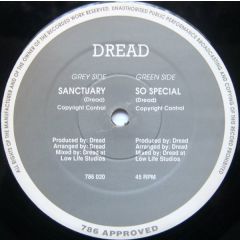 ALL RIGHTS OF THE MANUFACTURER AND OF THE OWNER OF THE RECORDED WORK RESERVED. UNAUTHORISED PUBLIC PERFORMANCE BROADCASTING AND COPYING OF THIS RECORD PROHIBITED
DREAD
GREY SIDE
GREEN SIDE
SANCTUARY
SO SPECIAL
(Dread)
(Dread)
Copyright Control
Copyright Control
Produced by: Dread
Produced by: Dread
Arranged by: Dread
Arranged by: Dread
Mixed by: Dread at
Mixed by: Dread at
Low Life Studios
Low Life Studios
786 020
45 RPM
786 APPROVED